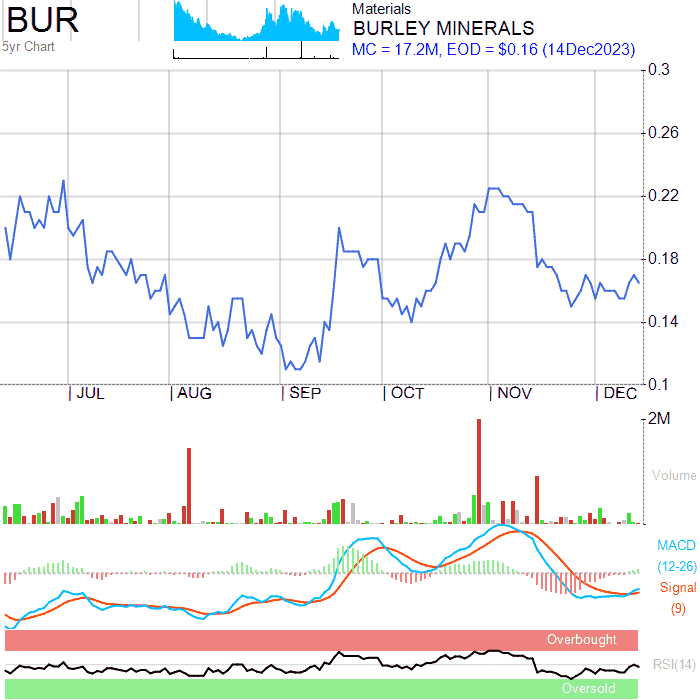 BUR
5yr Chart
Materials
BURLEY MINERALS
MC = 17.2M, EOD = $0.16 (14Dec2023)
0.3
0.26
0.22
0.18
0.14
0.1
JUL AUG SEP OCT NOV DEC
2M
Volume
MACD
(12-26)
Signal
(9)
Overbought
RSI(14)
Oversold